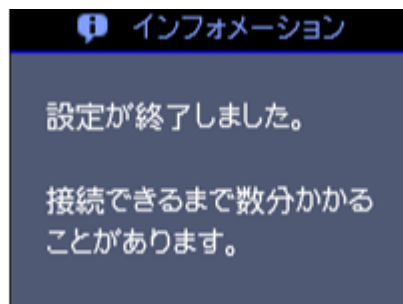 インフォメーション
設定が終了しました。
接続できるまで数分かかる
ことがあります。